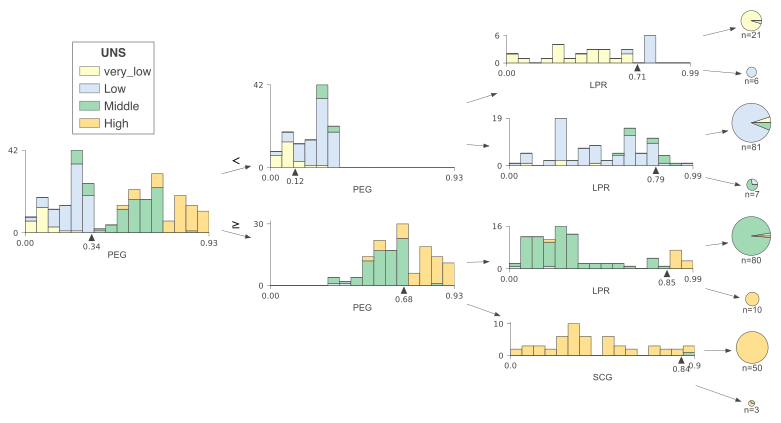 UNS
very_low
Low
Middle
High
42
0
0.00
0.34
0.93
PEG
<
≥
42
0
0.00
0.12
0.93
PEG
30
0
0.00
0.68
0.93
PEG
6
0
0.00
0.71
0.99
LPR
19
0
0.00
0.79
0.99
LPR
16
0
0.00
0.85
0.99
LPR
10
0
0.0
0.84
0.9
SCG
n=21
n=6
n=81
n=7
n=80
n=10
n=50
n=3